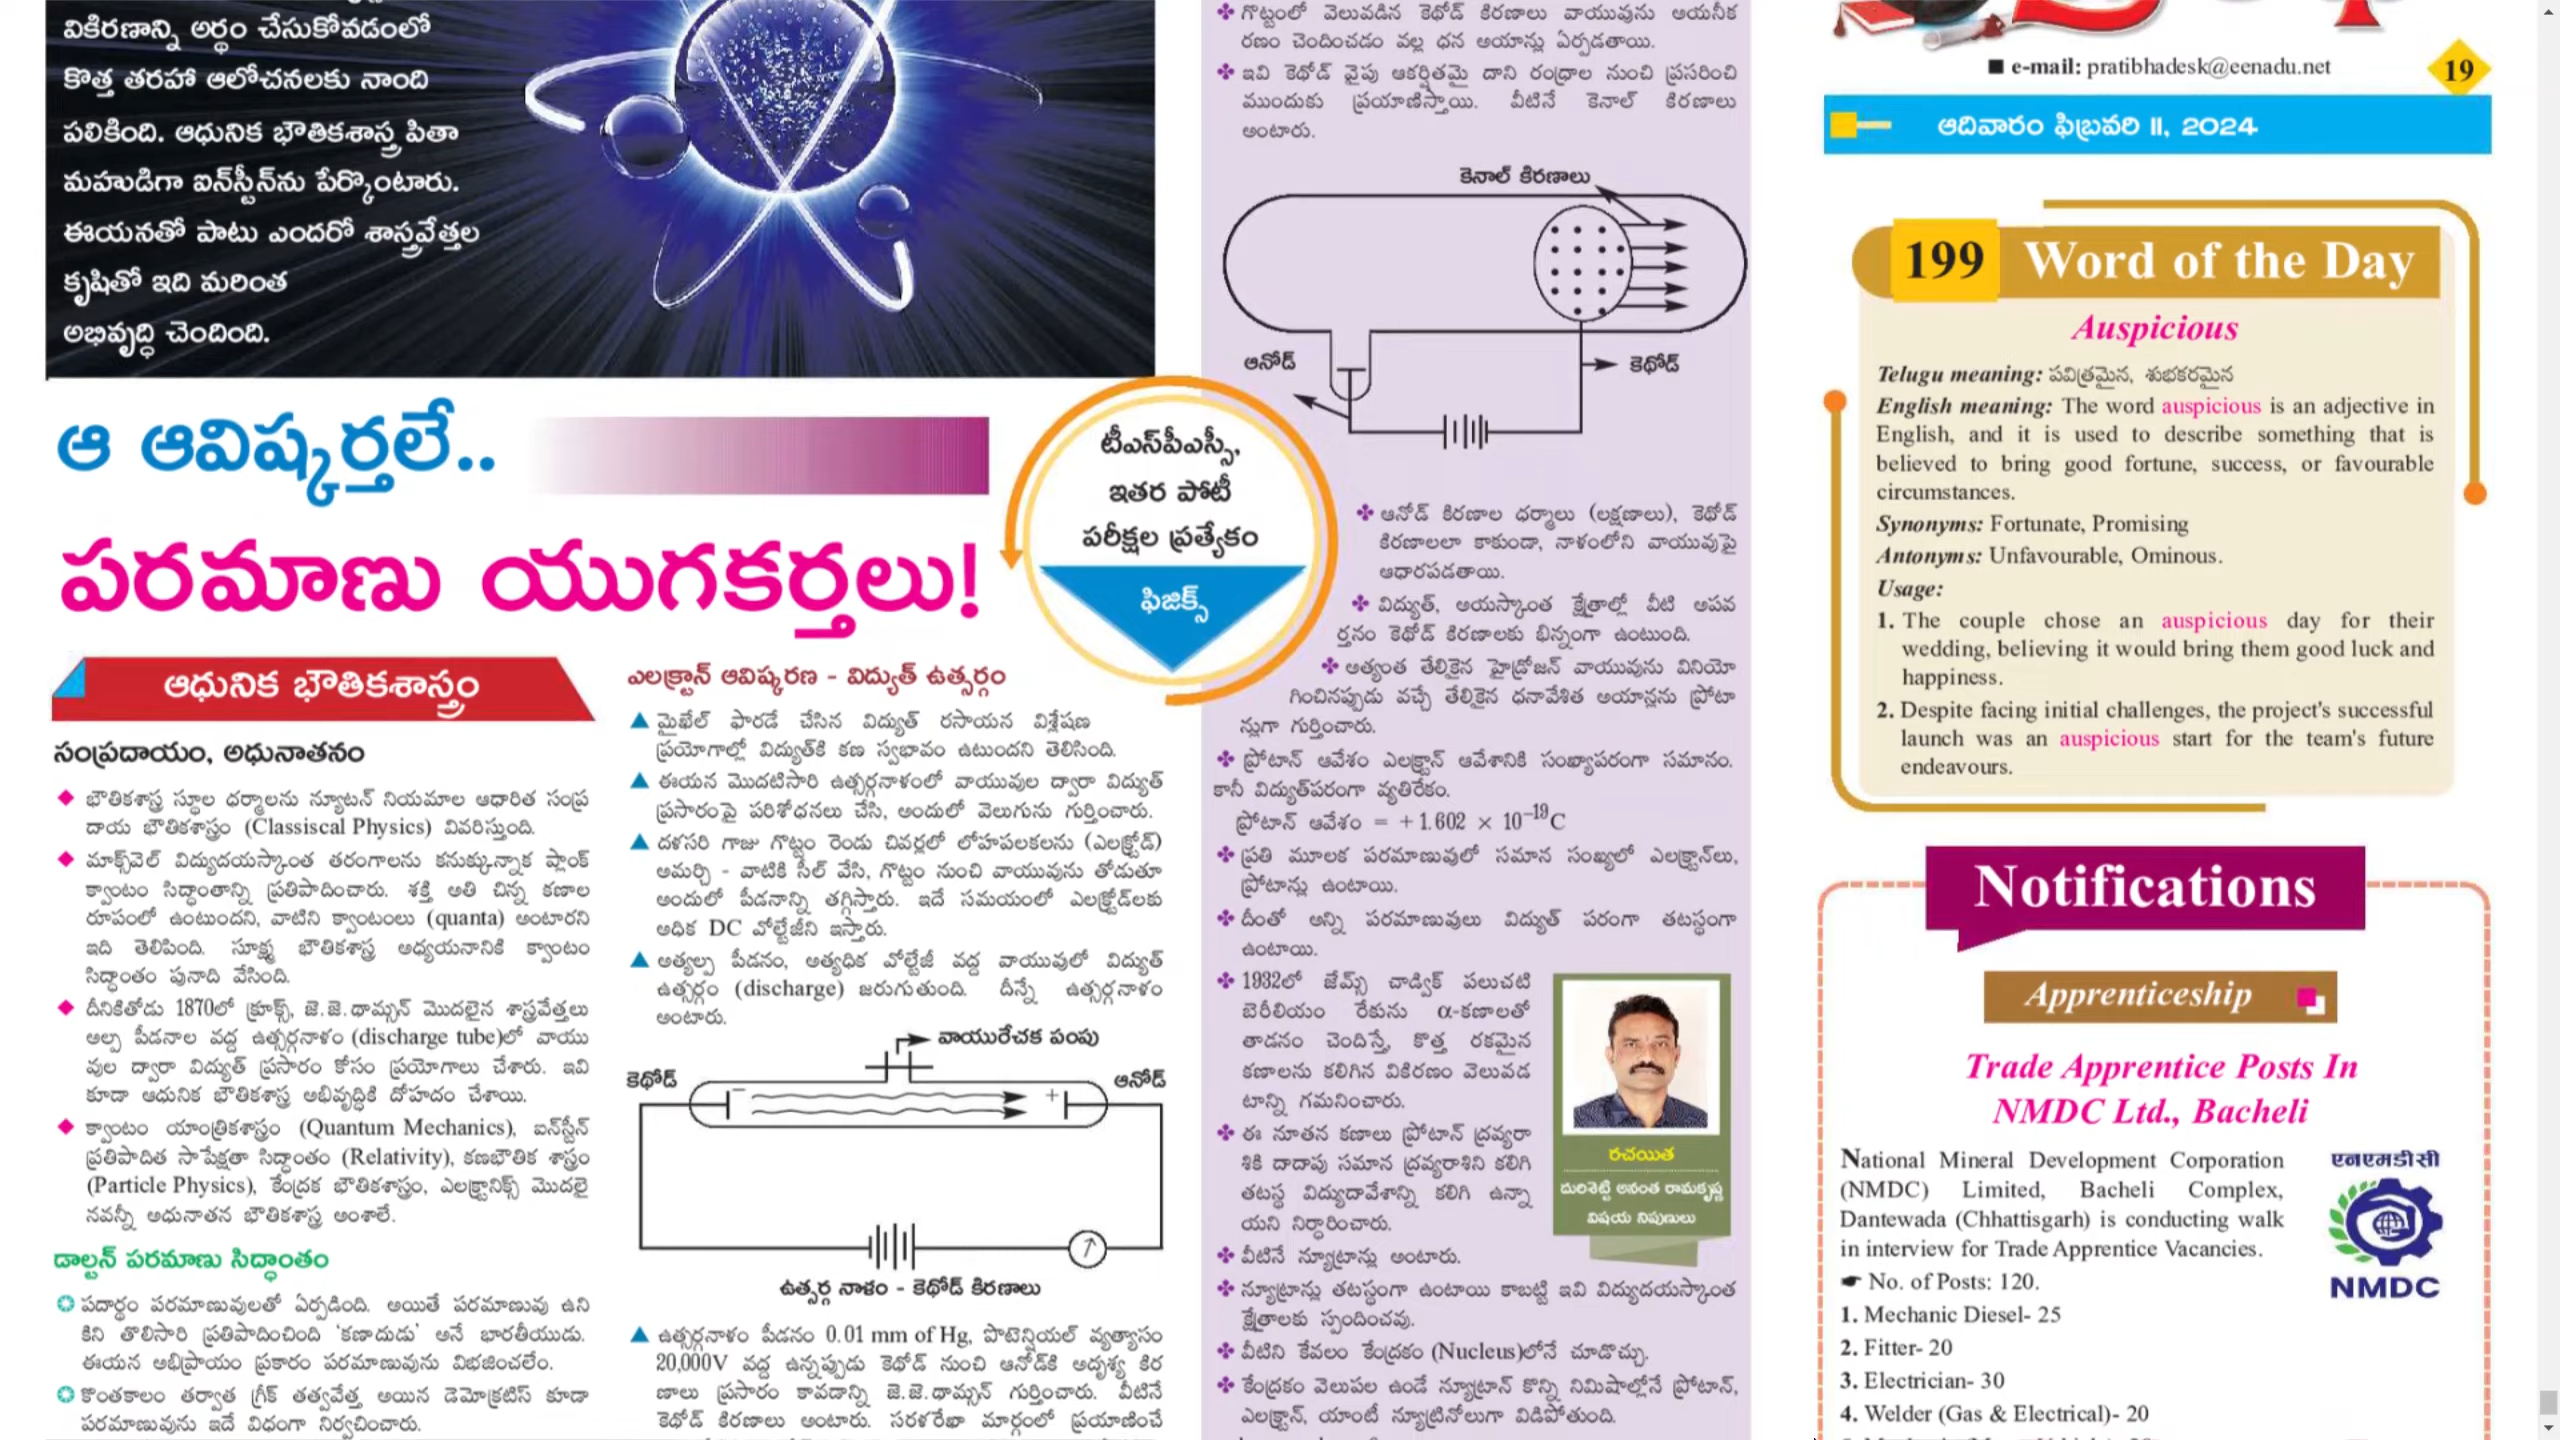 వికిరణాన్ని అర్థం చేసుకోవడంలో
కొత్త తరహా ఆలోచనలకు నాంది
పలికింది. ఆధునిక భౌతికశాస్త్ర పితా
మహుడిగా ఐన్‌స్టీన్‌ను పేర్కొంటారు.
ఈయనతో పాటు ఎందరో శాస్త్రవేత్తల
కృషితో ఇది మరింత
అభివృద్ధి చెందింది.
ఆ ఆవిష్కర్తలే..
పరమాణు యుగకర్తలు!
టీఎస్‌పీఎస్సీ,
ఇతర పోటీ
పరీక్షల ప్రత్యేకం
ఫిజిక్స్
ఆధునిక భౌతికశాస్త్రం
సంప్రదాయం, అధునాతనం
◆ భౌతికశాస్త్ర స్థూల ధర్మాలను న్యూటన్ నియమాల ఆధారిత సంప్ర
దాయ భౌతికశాస్త్రం (Classiscal Physics) వివరిస్తుంది.
◆ మాక్స్‌వెల్ విద్యుదయస్కాంత తరంగాలను కనుక్కున్నాక ప్లాంక్
క్వాంటం సిద్ధాంతాన్ని ప్రతిపాదించారు. శక్తి అతి చిన్న కణాల
రూపంలో ఉంటుందని, వాటిని క్వాంటంలు (quanta) అంటారని
ఇది తెలిపింది. సూక్ష్మ భౌతికశాస్త్ర అధ్యయనానికి క్వాంటం
సిద్ధాంతం పునాది వేసింది.
◆ దీనికితోడు 1870లో క్రూక్స్, జె.జె.థామ్సన్ మొదలైన శాస్త్రవేత్తలు
అల్ప పీడనాల వద్ద ఉత్సర్గనాళం (discharge tube)లో వాయు
వుల ద్వారా విద్యుత్ ప్రసారం కోసం ప్రయోగాలు చేశారు. ఇవి
కూడా ఆధునిక భౌతికశాస్త్ర అభివృద్ధికి దోహదం చేశాయి.
◆ క్వాంటం యాంత్రికశాస్త్రం (Quantum Mechanics), ఐన్‌స్టీన్
ప్రతిపాదిత సాపేక్షతా సిద్ధాంతం (Relativity), కణభౌతిక శాస్త్రం
(Particle Physics), కేంద్రక భౌతికశాస్త్రం, ఎలక్ట్రానిక్స్ మొదలై
నవన్నీ అధునాతన భౌతికశాస్త్ర అంశాలే.
డాల్టన్ పరమాణు సిద్ధాంతం
పదార్థం పరమాణువులతో ఏర్పడింది. అయితే పరమాణువు ఉని
కిని తొలిసారి ప్రతిపాదించింది ‘కణాదుడు’ అనే భారతీయుడు.
ఈయన అభిప్రాయం ప్రకారం పరమాణువును విభజించలేం.
కొంతకాలం తర్వాత గ్రీక్ తత్వవేత్త అయిన డెమోక్రటిస్ కూడా
పరమాణువును ఇదే విధంగా నిర్వచించారు.
ఎలక్ట్రాన్ ఆవిష్కరణ - విద్యుత్ ఉత్సర్గం
▲ మైఖేల్ ఫారడే చేసిన విద్యుత్ రసాయన విశ్లేషణ
ప్రయోగాల్లో విద్యుత్‌కి కణ స్వభావం ఉటుందని తెలిసింది.
▲ ఈయన మొదటిసారి ఉత్సర్గనాళంలో వాయువుల ద్వారా విద్యుత్
ప్రసారంపై పరిశోధనలు చేసి, అందులో వెలుగును గుర్తించారు.
▲ దళసరి గాజు గొట్టం రెండు చివర్లలో లోహపలకలను (ఎలక్ట్రోడ్)
అమర్చి - వాటికి సీల్ వేసి, గొట్టం నుంచి వాయువును తోడుతూ
అందులో పీడనాన్ని తగ్గిస్తారు. ఇదే సమయంలో ఎలక్ట్రోడ్‌లకు
అధిక DC వోల్టేజీని ఇస్తారు.
▲ అత్యల్ప పీడనం, అత్యధిక వోల్టేజీ వద్ద వాయువులో విద్యుత్
ఉత్సర్గం (discharge) జరుగుతుంది. దీన్నే ఉత్సర్గనాళం
అంటారు.
వాయురేచక పంపు
కెథోడ్
ఆనోడ్
− +
ఉత్సర్గ నాళం - కెథోడ్ కిరణాలు
▲ ఉత్సర్గనాళం పీడనం 0.01 mm of Hg, పొటెన్షియల్ వ్యత్యాసం
20,000V వద్ద ఉన్నప్పుడు కెథోడ్ నుంచి ఆనోడ్‌కి అదృశ్య కిర
ణాలు ప్రసారం కావడాన్ని జె.జె.థామ్సన్ గుర్తించారు. వీటినే
కెథోడ్ కిరణాలు అంటారు. సరళరేఖా మార్గంలో ప్రయాణించే
❖ గొట్టంలో వెలువడిన కెథోడ్ కిరణాలు వాయువును అయనీక
రణం చెందించడం వల్ల ధన అయాన్లు ఏర్పడతాయి.
❖ ఇవి కెథోడ్ వైపు ఆకర్షితమై దాని రంధ్రాల నుంచి ప్రసరించి
ముందుకు ప్రయాణిస్తాయి. వీటినే కెనాల్ కిరణాలు
అంటారు.
కెనాల్ కిరణాలు
ఆనోడ్
కెథోడ్
❖ ఆనోడ్ కిరణాల ధర్మాలు (లక్షణాలు), కెథోడ్
కిరణాలలా కాకుండా, నాళంలోని వాయువుపై
ఆధారపడతాయి.
❖ విద్యుత్, అయస్కాంత క్షేత్రాల్లో వీటి అపవ
ర్తనం కెథోడ్ కిరణాలకు భిన్నంగా ఉంటుంది.
❖ అత్యంత తేలికైన హైడ్రోజన్ వాయువును వినియో
గించినప్పుడు వచ్చే తేలికైన ధనావేశిత అయాన్లను ప్రోటా
న్లుగా గుర్తించారు.
❖ ప్రోటాన్ ఆవేశం ఎలక్ట్రాన్ ఆవేశానికి సంఖ్యాపరంగా సమానం.
కానీ విద్యుత్‌పరంగా వ్యతిరేకం.
ప్రోటాన్ ఆవేశం = +1.602 × 10⁻¹⁹C
❖ ప్రతి మూలక పరమాణువులో సమాన సంఖ్యలో ఎలక్ట్రాన్‌లు,
ప్రోటాన్లు ఉంటాయి.
❖ దీంతో అన్ని పరమాణువులు విద్యుత్ పరంగా తటస్థంగా
ఉంటాయి.
❖ 1932లో జేమ్స్ చాడ్విక్ పలుచటి
బెరీలియం రేకును α-కణాలతో
తాడనం చెందిస్తే, కొత్త రకమైన
కణాలను కలిగిన వికిరణం వెలువడ
టాన్ని గమనించారు.
❖ ఈ నూతన కణాలు ప్రోటాన్ ద్రవ్యరా
శికి దాదాపు సమాన ద్రవ్యరాశిని కలిగి
తటస్థ విద్యుదావేశాన్ని కలిగి ఉన్నా
యని నిర్ధారించారు.
❖ వీటినే న్యూట్రాన్లు అంటారు.
❖ న్యూట్రాన్లు తటస్థంగా ఉంటాయి కాబట్టి ఇవి విద్యుదయస్కాంత
క్షేత్రాలకు స్పందించవు.
❖ వీటిని కేవలం కేంద్రకం (Nucleus)లోనే చూడొచ్చు.
❖ కేంద్రకం వెలుపల ఉండే న్యూట్రాన్ కొన్ని నిమిషాల్లోనే ప్రోటాన్,
ఎలక్ట్రాన్, యాంటీ న్యూట్రినోలుగా విడిపోతుంది.
రచయిత
దురిశెట్టి అనంత రామకృష్ణ
విషయ నిపుణులు
■ e-mail: pratibhadesk@eenadu.net
19
ఆదివారం ఫిబ్రవరి 11, 2024
199 Word of the Day
Auspicious
Telugu meaning: పవిత్రమైన, శుభకరమైన
English meaning: The word auspicious is an adjective in
English, and it is used to describe something that is
believed to bring good fortune, success, or favourable
circumstances.
Synonyms: Fortunate, Promising
Antonyms: Unfavourable, Ominous.
Usage:
1. The couple chose an auspicious day for their
wedding, believing it would bring them good luck and
happiness.
2. Despite facing initial challenges, the project's successful
launch was an auspicious start for the team's future
endeavours.
Notifications
Apprenticeship
Trade Apprentice Posts In
NMDC Ltd., Bacheli
National Mineral Development Corporation
(NMDC) Limited, Bacheli Complex,
Dantewada (Chhattisgarh) is conducting walk
in interview for Trade Apprentice Vacancies.
☛ No. of Posts: 120.
1. Mechanic Diesel- 25
2. Fitter- 20
3. Electrician- 30
4. Welder (Gas & Electrical)- 20
एनएमडीसी
NMDC